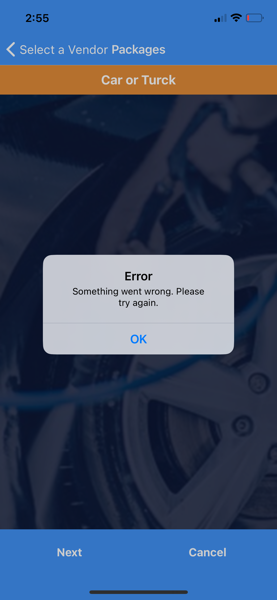 2:55
Select a Vendor Packages
Car or Turck
Error
Something went wrong. Please
try again.
OK
Next Cancel